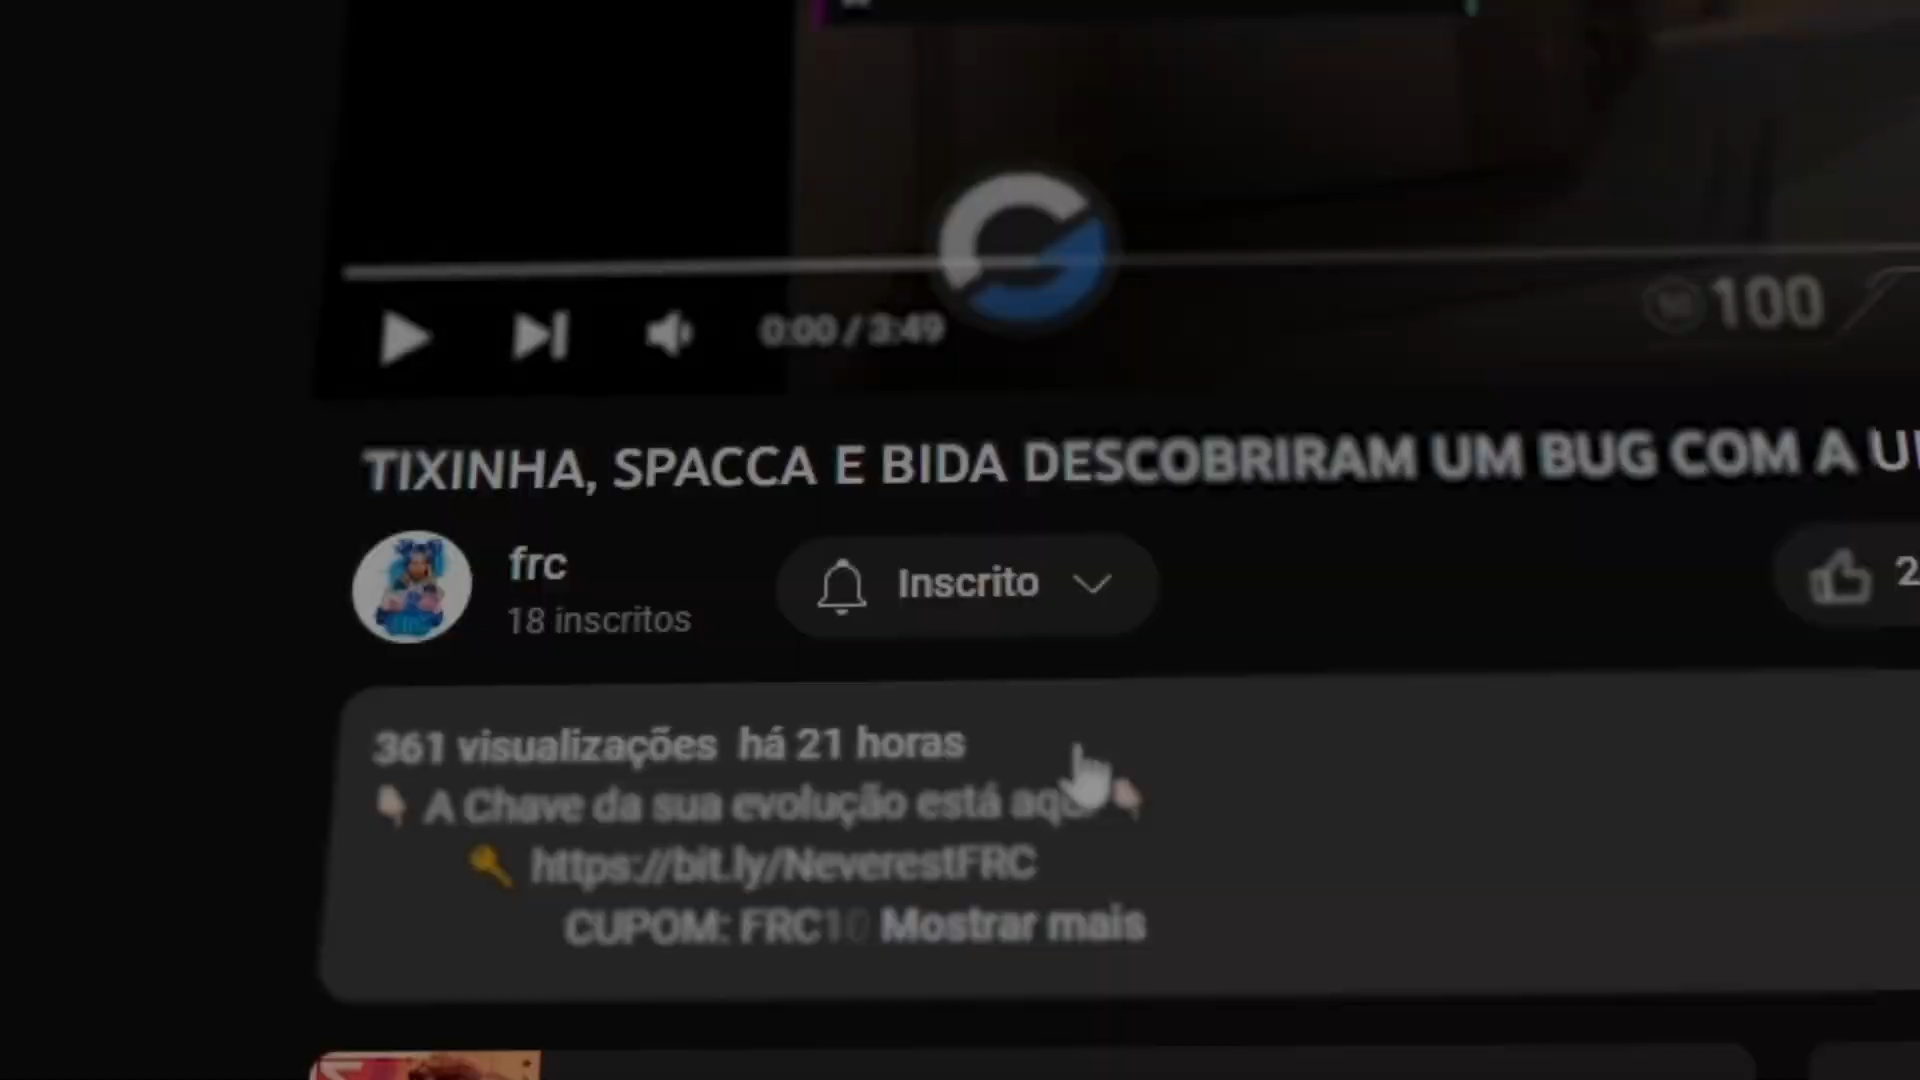 100
0:00 / 3:49
TIXINHA, SPACCA E BIDA DESCOBRIRAM UM BUG COM A
frc
18 inscritos
Inscrito
2
361 visualizações há 21 horas
A Chave da sua evolução está
https://bit.ly/NeverestFRC
CUPOM: FRC10 Mostrar mais